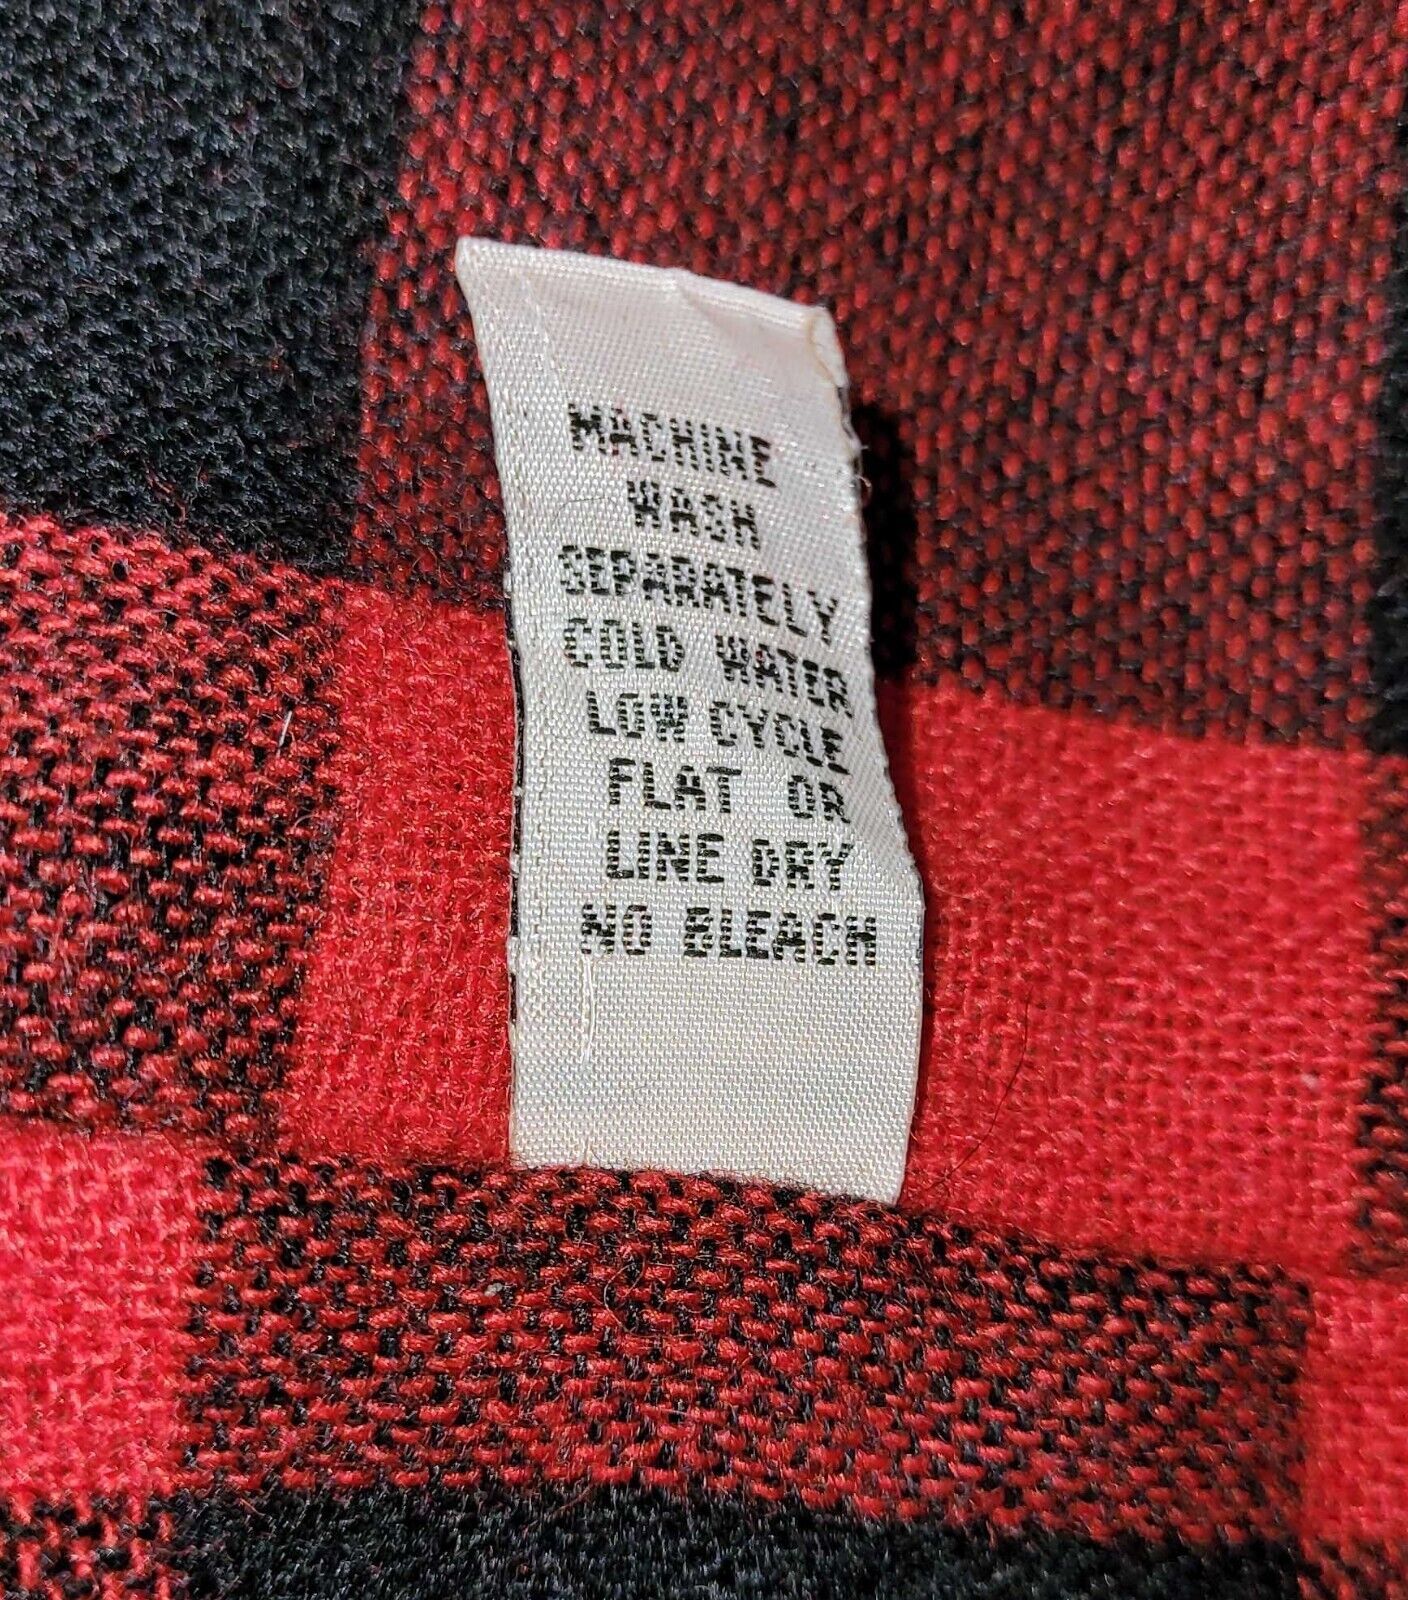 MACHINE
WASH
SEPARATELY
COLD WATER
LOW CYCLE
FLAT OR
LINE DRY
NO BLEACH